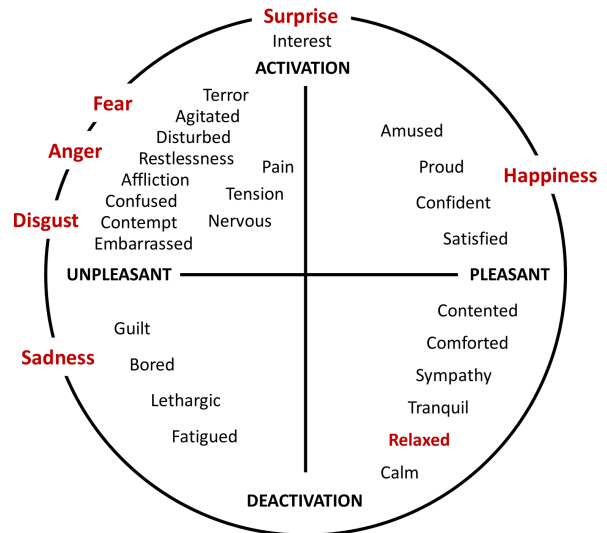 Surprise
Interest
ACTIVATION
Fear
Terror
Agitated
Disturbed
Amused
Anger
Restlessness
Pain
Proud
Happiness
Affliction
Tension
Confused
Confident
Disgust
Contempt
Nervous
Embarrassed
Satisfied
UNPLEASANT
PLEASANT
Contented
Guilt
Comforted
Sadness
Bored
Sympathy
Lethargic
Tranquil
Fatigued
Relaxed
Calm
DEACTIVATION